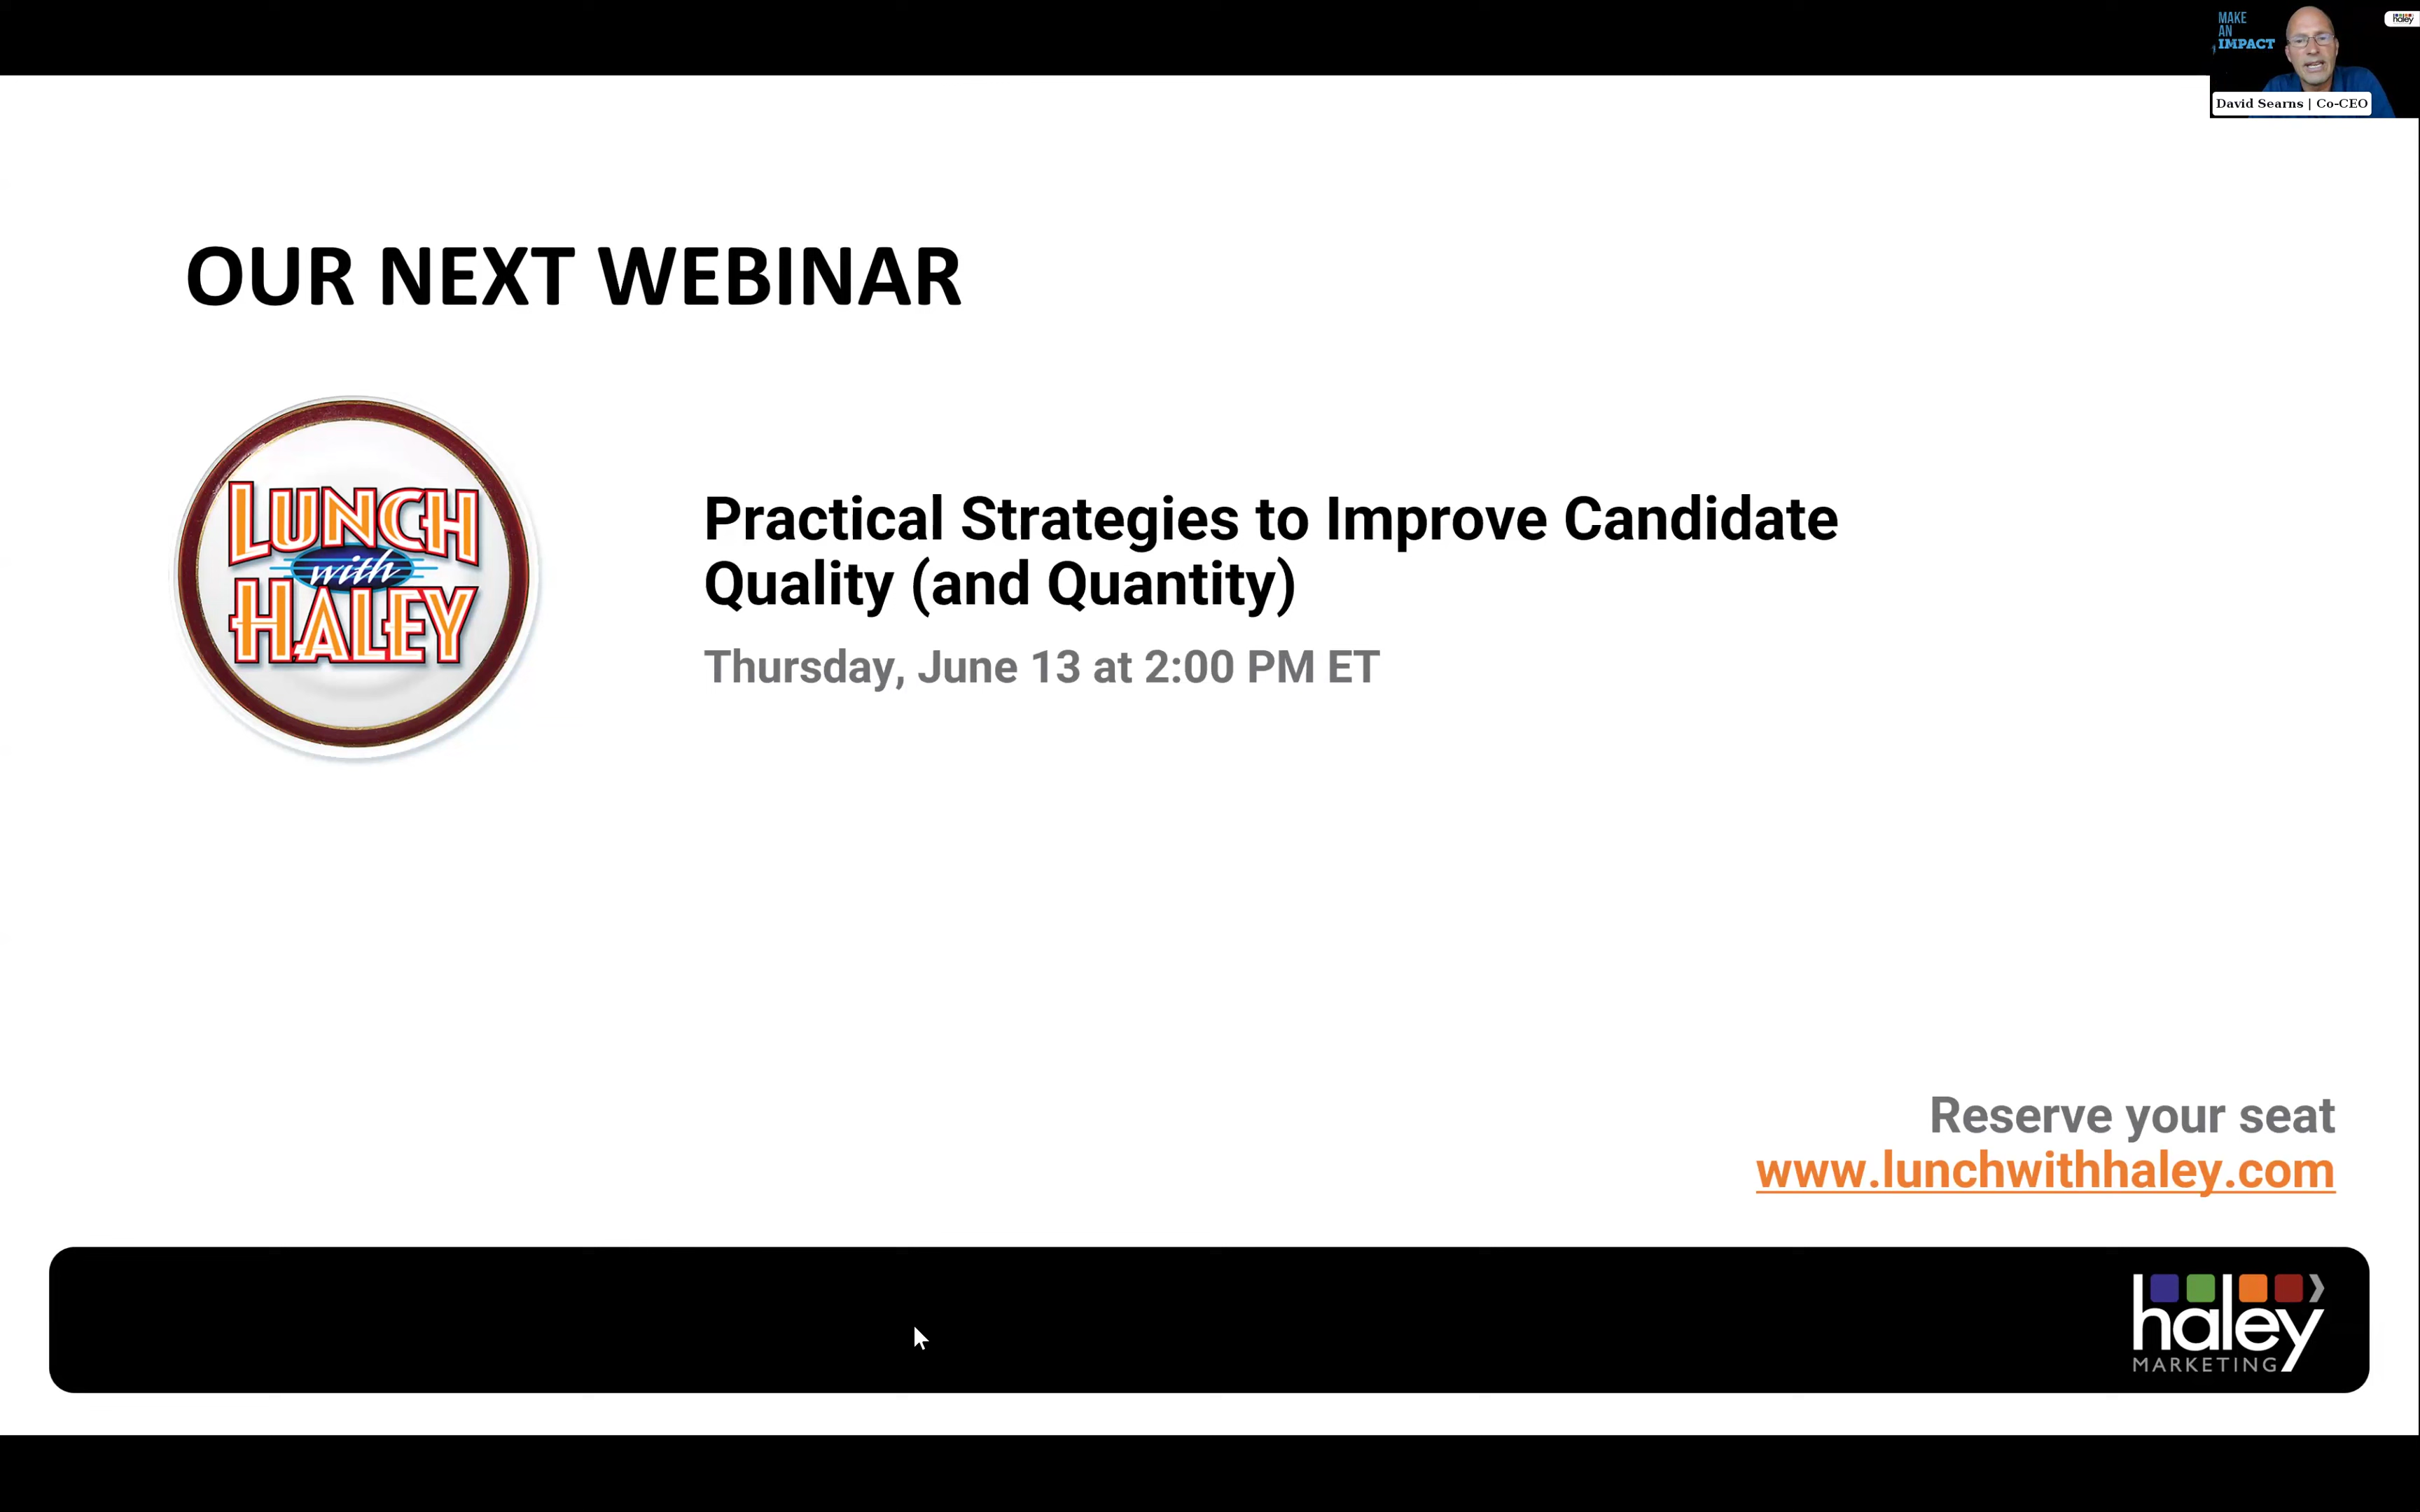 MAKE
AN
IMPACT
haley
David Searns | Co-CEO
OUR NEXT WEBINAR
LUNCH
with
HALEY
Practical Strategies to Improve Candidate
Quality (and Quantity)
Thursday, June 13 at 2:00 PM ET
Reserve your seat
www.lunchwithhaley.com
haley
MARKETING